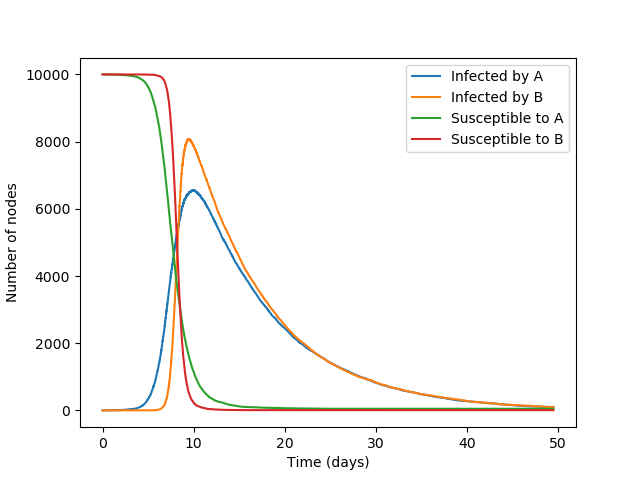 Infected by A
Infected by B
Susceptible to A
Susceptible to B
10000
8000
6000
4000
2000
0
Number of nodes
0 10 20 30 40 50
Time (days)